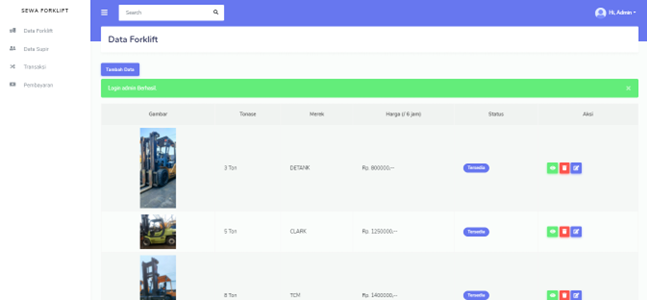 SEWA FORKLIFT
Search
Hi, Admin
Data Forklift
Data Forklift
Data Supir
Transaksi
Pembayaran
Tambah Data
Login admin Berhasil
Gambar Tonase Merek Harga (/ 6 jam) Status Aksi
3 Ton DETANK Rp. 800000,-- Tersedia
5 Ton CLARK Rp. 1250000,-- Tersedia
8 Ton TCM Rp. 1400000,-- Tersedia